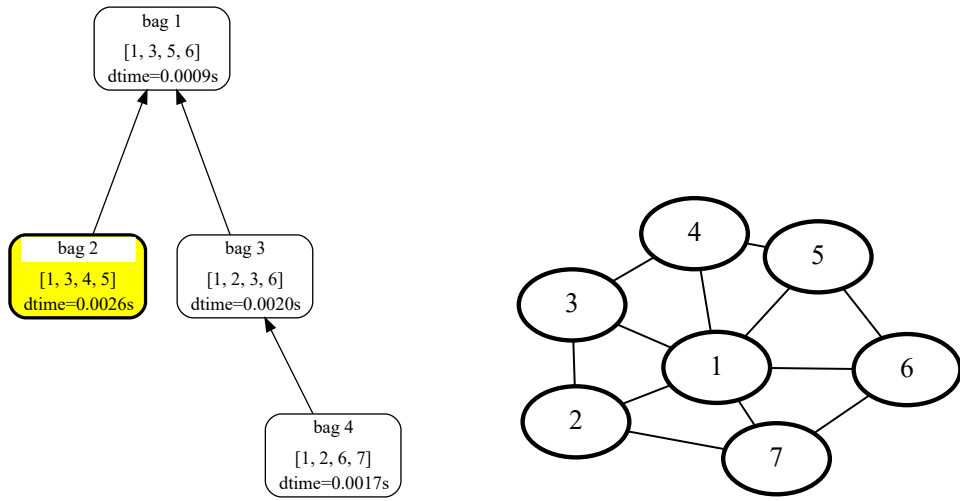 bag 1
[1, 3, 5, 6]
dtime=0.0009s
bag 2
[1, 3, 4, 5]
dtime=0.0026s
bag 3
[1, 2, 3, 6]
dtime=0.0020s
bag 4
[1, 2, 6, 7]
dtime=0.0017s
4
5
3
1
6
2
7